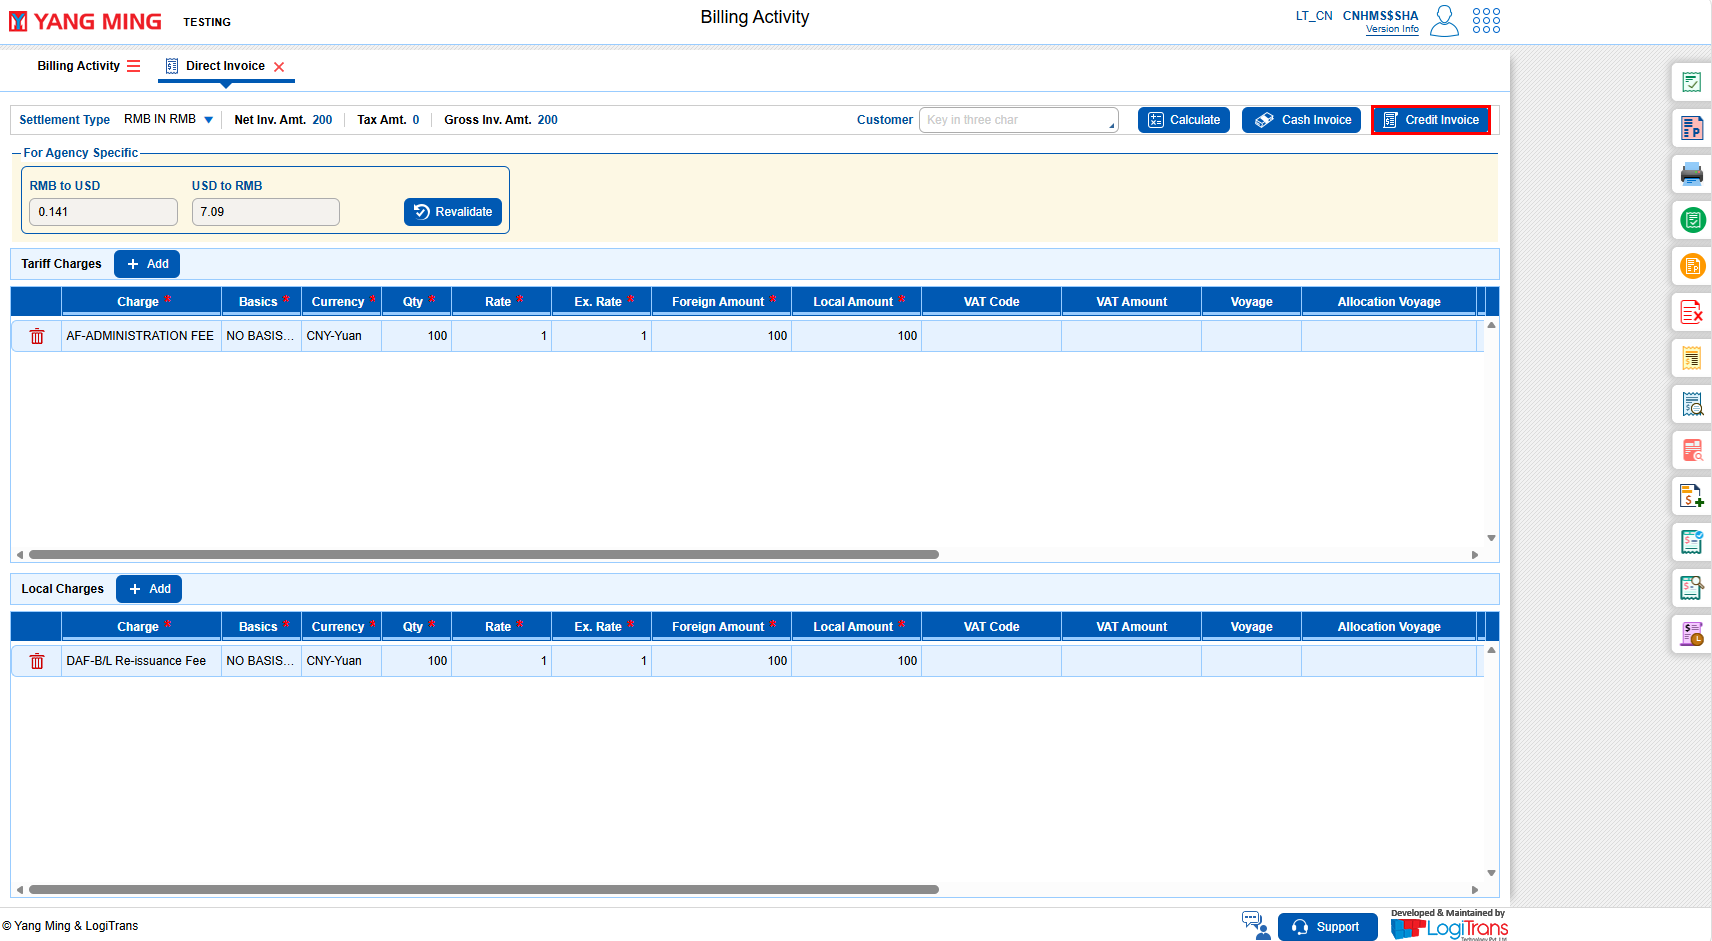 YANG MING TESTING Billing Activity LT_CN CNHMS$SHA
Version Info
Billing Activity Direct Invoice
Settlement Type RMB IN RMB Net Inv. Amt. 200 Tax Amt. 0 Gross Inv. Amt. 200 Customer Key in three char Calculate Cash Invoice Credit Invoice
For Agency Specific
RMB to USD USD to RMB
0.141 7.09 Revalidate
Tariff Charges + Add
Charge * Basics * Currency * Qty * Rate * Ex. Rate * Foreign Amount * Local Amount * VAT Code VAT Amount Voyage Allocation Voyage
AF-ADMINISTRATION FEE NO BASIS... CNY-Yuan 100 1 1 100 100
Local Charges + Add
Charge * Basics * Currency * Qty * Rate * Ex. Rate * Foreign Amount * Local Amount * VAT Code VAT Amount Voyage Allocation Voyage
DAF-B/L Re-issuance Fee NO BASIS... CNY-Yuan 100 1 1 100 100
© Yang Ming & LogiTrans Support Developed & Maintained by
LogiTrans
Technology Pvt. Ltd.